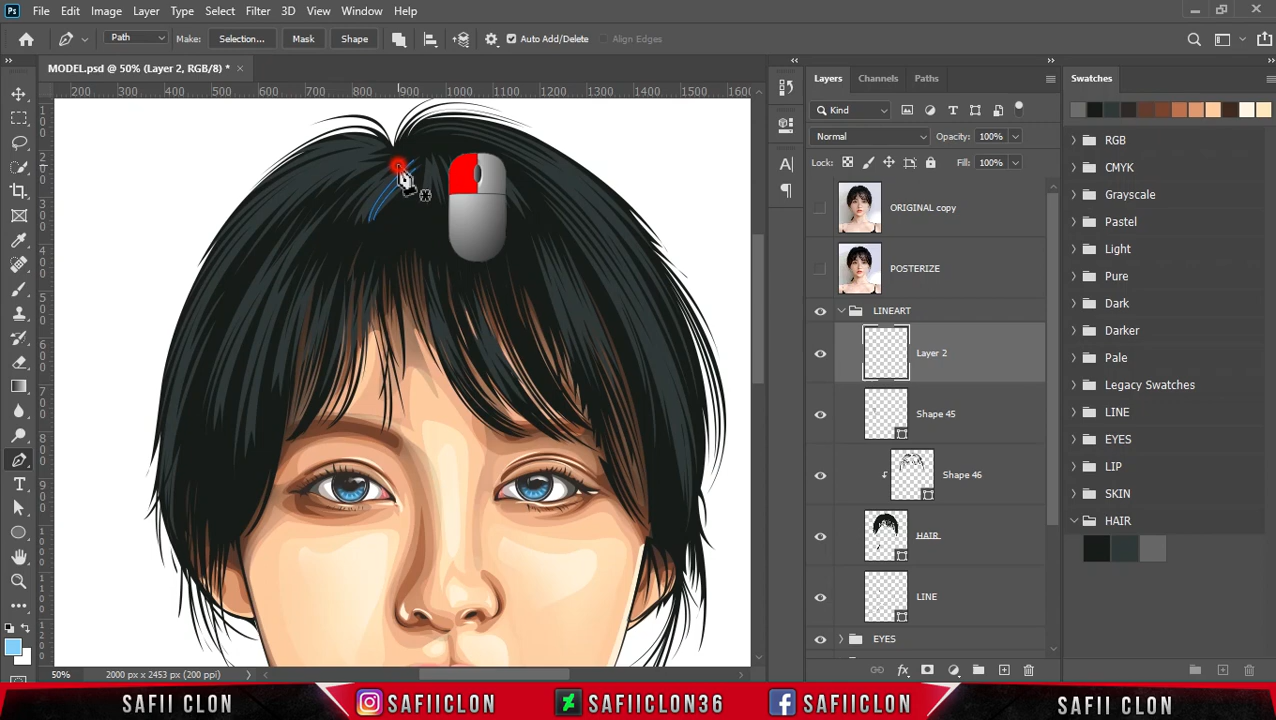 Ps File Edit Image Layer Type Select Filter 3D View Window Help
Path Make: Selection... Mask Shape Auto Add/Delete Align Edges
MODEL.psd @ 50% (Layer 2, RGB/8) * ×
200 300 400 500 600 700 800 900 1000 1100 1200 1300 1400 1500 1600
Layers Channels Paths
Swatches
Kind
Normal Opacity: 100%
Lock: Fill: 100%
ORIGINAL copy
POSTERIZE
LINEART
Layer 2
Shape 45
Shape 46
HAIR
LINE
EYES
RGB
CMYK
Grayscale
Pastel
Light
Pure
Dark
Darker
Pale
Legacy Swatches
LINE
EYES
LIP
SKIN
HAIR
50% 2000 px x 2453 px (200 ppi)
SAFII CLON SAFIICLON SAFIICLON36 SAFIICLON SAFII CLON